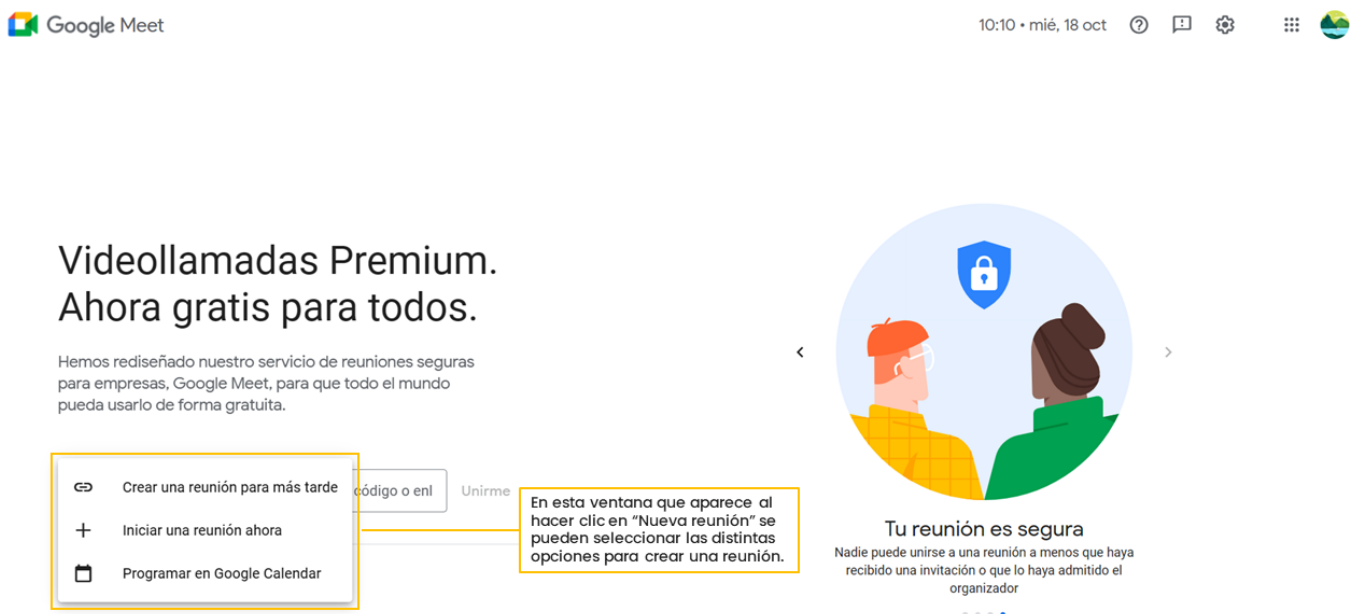 Google Meet
10:10 • mié, 18 oct
Videollamadas Premium.
Ahora gratis para todos.
Hemos rediseñado nuestro servicio de reuniones seguras
para empresas, Google Meet, para que todo el mundo
pueda usarlo de forma gratuita.
Crear una reunión para más tarde
Iniciar una reunión ahora
Programar en Google Calendar
código o enl
Unirme
En esta ventana que aparece al
hacer clic en “Nueva reunión” se
pueden seleccionar las distintas
opciones para crear una reunión.
Tu reunión es segura
Nadie puede unirse a una reunión a menos que haya
recibido una invitación o que lo haya admitido el
organizador